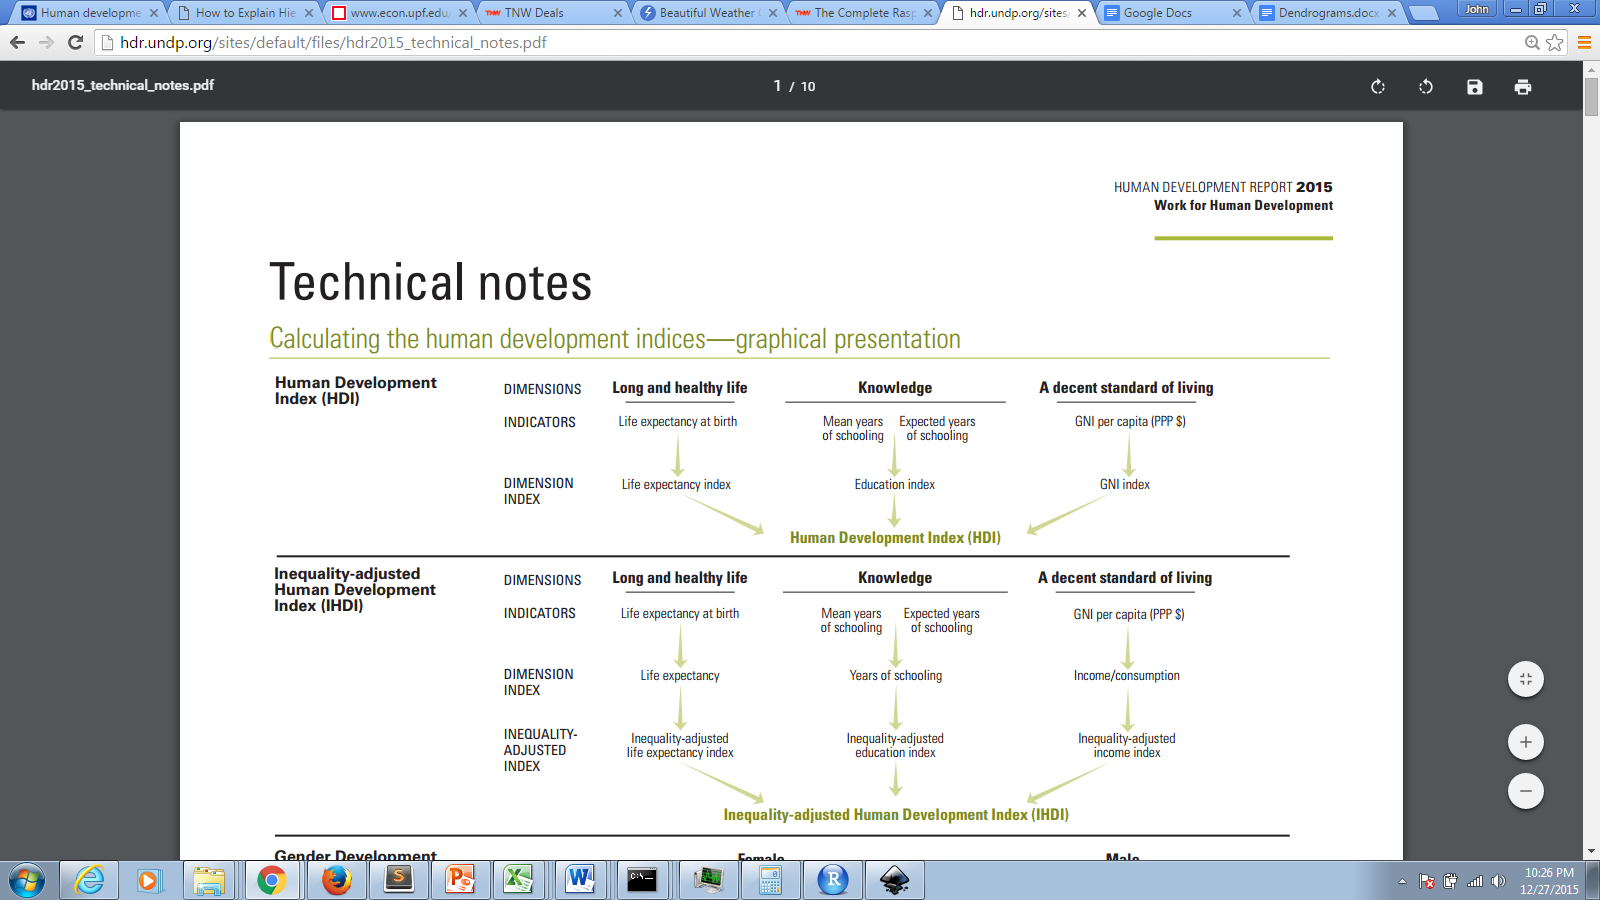 Human developme
How to Explain Hie
www.econ.upf.edu
TNW Deals
Beautiful Weather
The Complete Rasp
hdr.undp.org/sites
Google Docs
Dendrograms.docx
John
hdr.undp.org/sites/default/files/hdr2015_technical_notes.pdf
hdr2015_technical_notes.pdf
1 / 10
HUMAN DEVELOPMENT REPORT 2015
Work for Human Development
Technical notes
Calculating the human development indices—graphical presentation
Human Development
Index (HDI)
DIMENSIONS Long and healthy life Knowledge A decent standard of living
INDICATORS Life expectancy at birth Mean years Expected years GNI per capita (PPP $)
of schooling of schooling
DIMENSION Life expectancy index Education index GNI index
INDEX
Human Development Index (HDI)
Inequality-adjusted
Human Development
Index (IHDI)
DIMENSIONS Long and healthy life Knowledge A decent standard of living
INDICATORS Life expectancy at birth Mean years Expected years GNI per capita (PPP $)
of schooling of schooling
DIMENSION Life expectancy Years of schooling Income/consumption
INDEX
INEQUALITY- Inequality-adjusted Inequality-adjusted Inequality-adjusted
ADJUSTED life expectancy index education index income index
INDEX
Inequality-adjusted Human Development Index (IHDI)
Gender Development Female Male
10:26 PM
12/27/2015